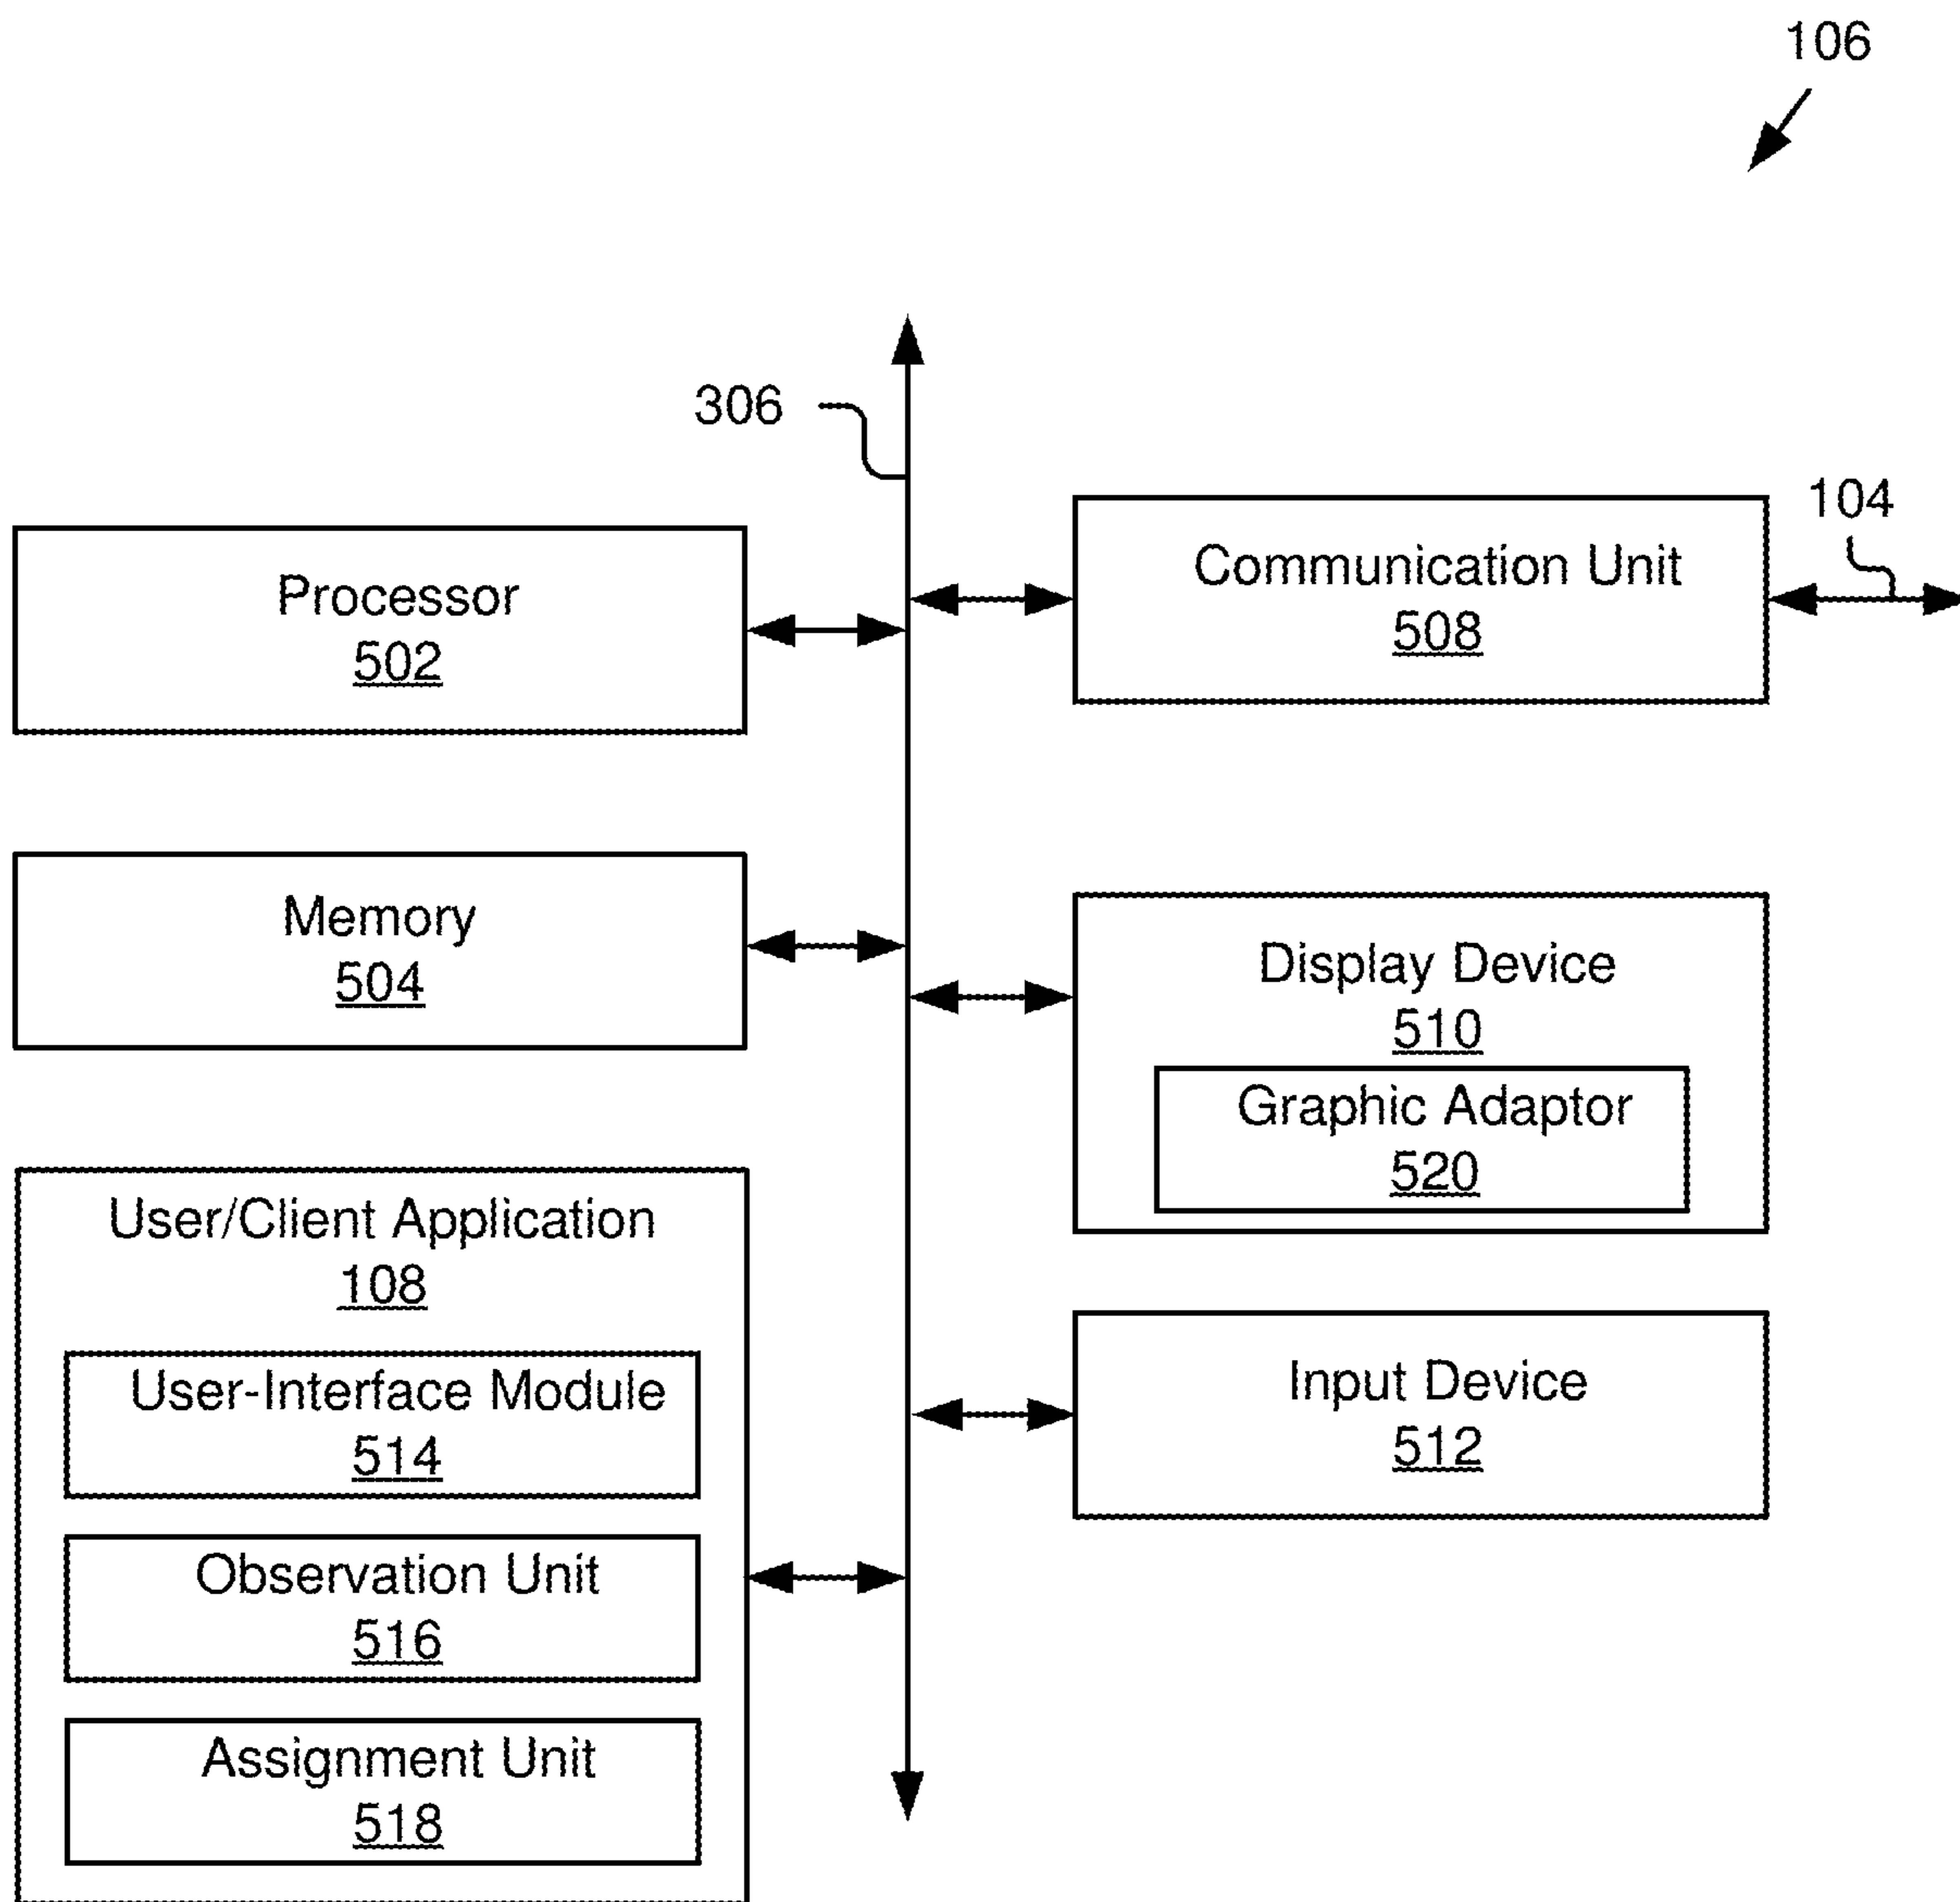 106
306
104
Processor
502
Communication Unit
508
Memory
504
Display Device
510
Graphic Adaptor
520
User/Client Application
108
User-Interface Module
514
Observation Unit
516
Assignment Unit
518
Input Device
512